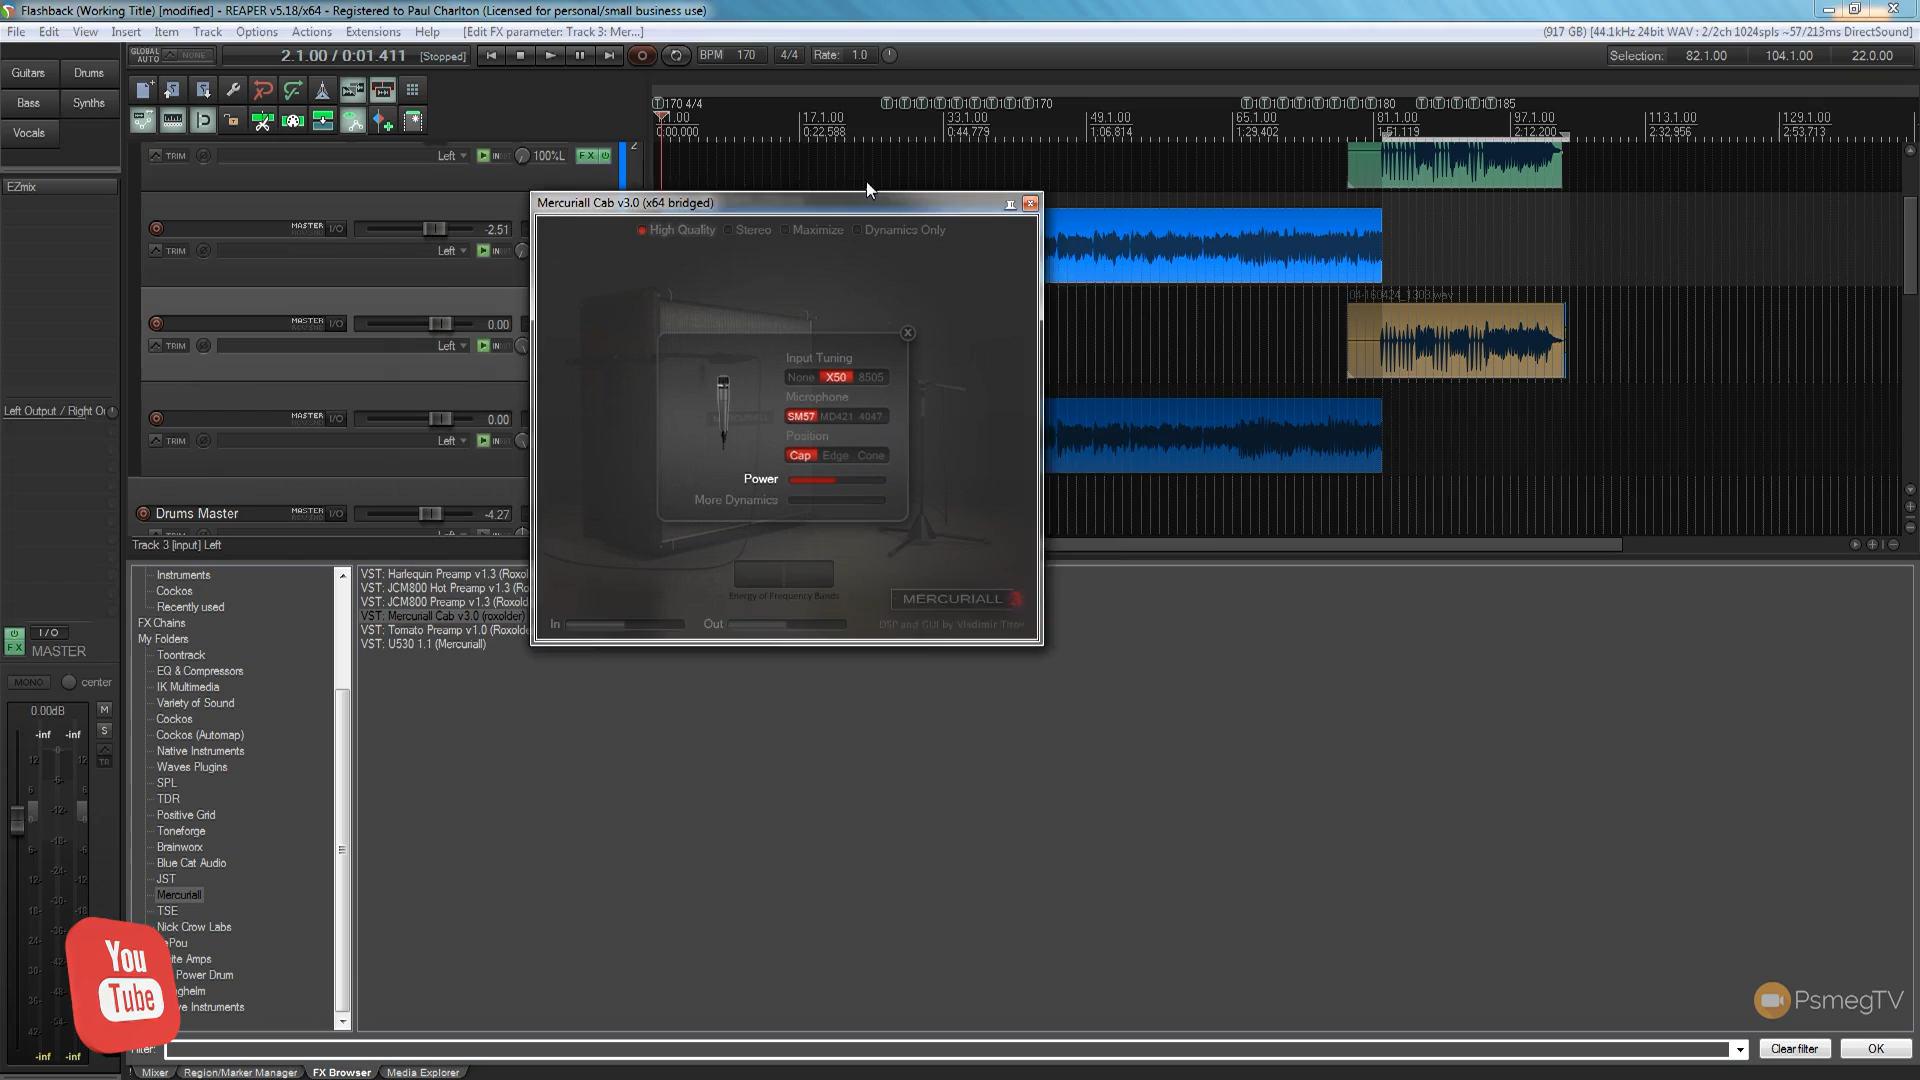 Flashback (Working Title) [modified] - REAPER v5.18/x64 - Registered to Paul Charlton (Licensed for personal/small business use)
File Edit View Insert Item Track Options Actions Extensions Help [Edit FX parameter: Track 3: Mer...]
(917 GB) [44.1kHz 24bit WAV : 2/2ch 1024spls ~57/213ms DirectSound]
GLOBAL AUTO NONE
2.1.00 / 0:01.411 [Stopped]
BPM 170 4/4 Rate: 1.0
Selection: 82.1.00 104.1.00 22.0.00
Guitars Drums
Bass Synths
Vocals
170 4/4 170 180 185
1.00 17.1.00 33.1.00 49.1.00 65.1.00 81.1.00 97.1.00 113.1.00 129.1.00
0:00.000 0:22.588 0:44.779 1:06.814 1:29.402 1:51.119 2:12.200 2:32.956 2:53.713
TRIM Left IN 100%L FX
2
EZmix
MASTER I/O -2.51
TRIM Left IN
MASTER I/O 0.00
TRIM Left IN
MASTER I/O 0.00
TRIM Left IN
Drums Master MASTER I/O -4.27
Track 3 [input] Left
04-160424_1308.wav
Mercuriall Cab v3.0 (x64 bridged)
High Quality Stereo Maximize Dynamics Only
Input Tuning
None X50 8505
Microphone
SM57 MD421 4047
Position
Cap Edge Cone
Power
More Dynamics
Energy of Frequency Bands
MERCURIALL 3
In Out DSP and GUI by Vladimir Titov
Left Output / Right O
I/O
FX MASTER
MONO center
0.00dB M
-inf -inf S
TR
Instruments
Cockos
Recently used
FX Chains
My Folders
Toontrack
EQ & Compressors
IK Multimedia
Variety of Sound
Cockos
Cockos (Automap)
Native Instruments
Waves Plugins
SPL
TDR
Positive Grid
Toneforge
Brainworx
Blue Cat Audio
JST
Mercuriall
TSE
Nick Crow Labs
ePou
ite Amps
Power Drum
ghelm
e Instruments
VST: Harlequin Preamp v1.3 (Roxol
VST: JCM800 Hot Preamp v1.3 (Ro
VST: JCM800 Preamp v1.3 (Roxold
VST: Mercuriall Cab v3.0 (roxolder)
VST: Tomato Preamp v1.0 (Roxolde
VST: U530 1.1 (Mercuriall)
You
Tube
PsmegTV
-inf -inf
Filter: Clear filter OK
Mixer Region/Marker Manager FX Browser Media Explorer